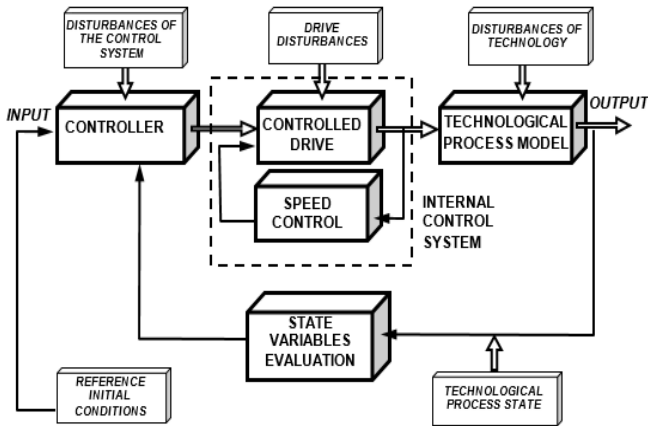 DISTURBANCES OF
THE CONTROL
SYSTEM
DRIVE
DISTURBANCES
DISTURBANCES
OF TECHNOLOGY
INPUT
OUTPUT
CONTROLLER
CONTROLLED
DRIVE
TECHNOLOGICAL
PROCESS MODEL
SPEED
CONTROL
INTERNAL
CONTROL
SYSTEM
STATE
VARIABLES
EVALUATION
REFERENCE
INITIAL
CONDITIONS
TECHNOLOGICAL
PROCESS STATE